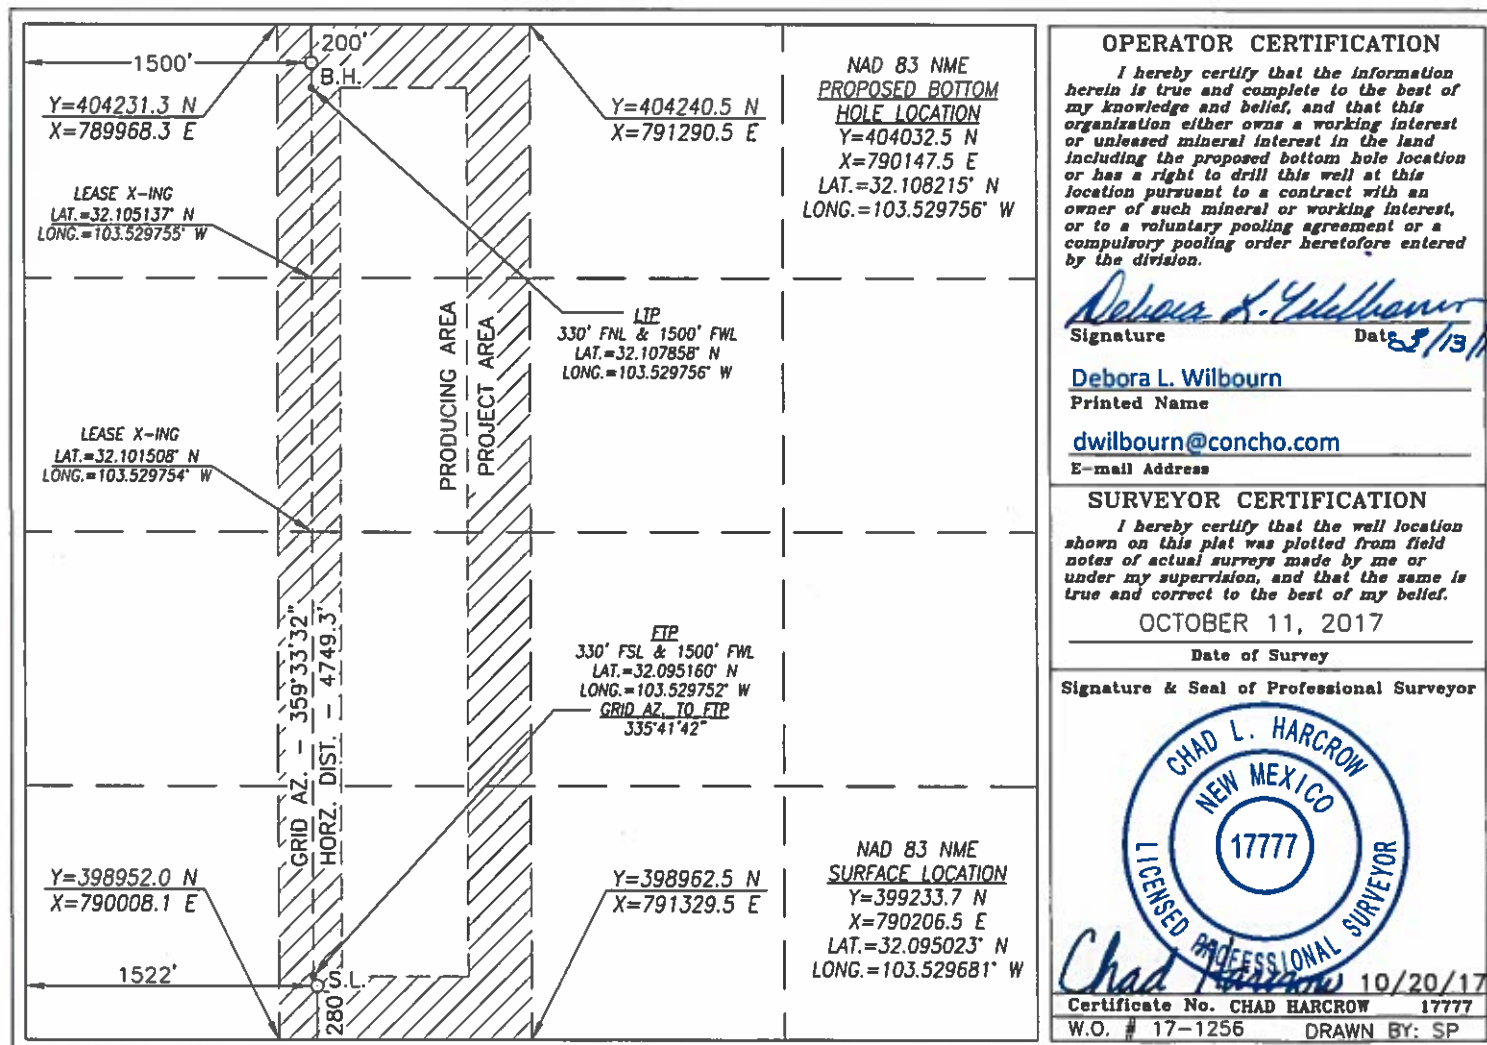 1500'
200'
B.H.
Y=404231.3 N
X=789968.3 E
Y=404240.5 N
X=791290.5 E
NAD 83 NME
PROPOSED BOTTOM
HOLE LOCATION
Y=404032.5 N
X=790147.5 E
LAT.=32.108215° N
LONG.=103.529756° W
LEASE X-ING
LAT.=32.105137° N
LONG.=103.529755° W
LTP
330' FNL & 1500' FWL
LAT.=32.107858° N
LONG.=103.529756° W
PRODUCING AREA
PROJECT AREA
LEASE X-ING
LAT.=32.101508° N
LONG.=103.529754° W
GRID AZ. - 359°33'32"
HORZ. DIST. - 4749.3'
FTP
330' FSL & 1500' FWL
LAT.=32.095160° N
LONG.=103.529752° W
GRID AZ. TO FTP
335°41'42"
Y=398952.0 N
X=790008.1 E
Y=398962.5 N
X=791329.5 E
NAD 83 NME
SURFACE LOCATION
Y=399233.7 N
X=790206.5 E
LAT.=32.095023° N
LONG.=103.529681° W
1522'
S.L.
280'
OPERATOR CERTIFICATION
I hereby certify that the information
herein is true and complete to the best of
my knowledge and belief, and that this
organization either owns a working interest
or unleased mineral interest in the land
including the proposed bottom hole location
or has a right to drill this well at this
location pursuant to a contract with an
owner of such mineral or working interest,
or to a voluntary pooling agreement or a
compulsory pooling order heretofore entered
by the division.
Debora L. Wilbourn
Signature Date
Debora L. Wilbourn
Printed Name
dwilbourn@concho.com
E-mail Address
SURVEYOR CERTIFICATION
I hereby certify that the well location
shown on this plat was plotted from field
notes of actual surveys made by me or
under my supervision, and that the same is
true and correct to the best of my belief.
OCTOBER 11, 2017
Date of Survey
Signature & Seal of Professional Surveyor
CHAD L. HARCROW
NEW MEXICO
17777
LICENSED PROFESSIONAL SURVEYOR
Chad Harcrow 10/20/17
Certificate No. CHAD HARCROW 17777
W.O. # 17-1256 DRAWN BY: SP